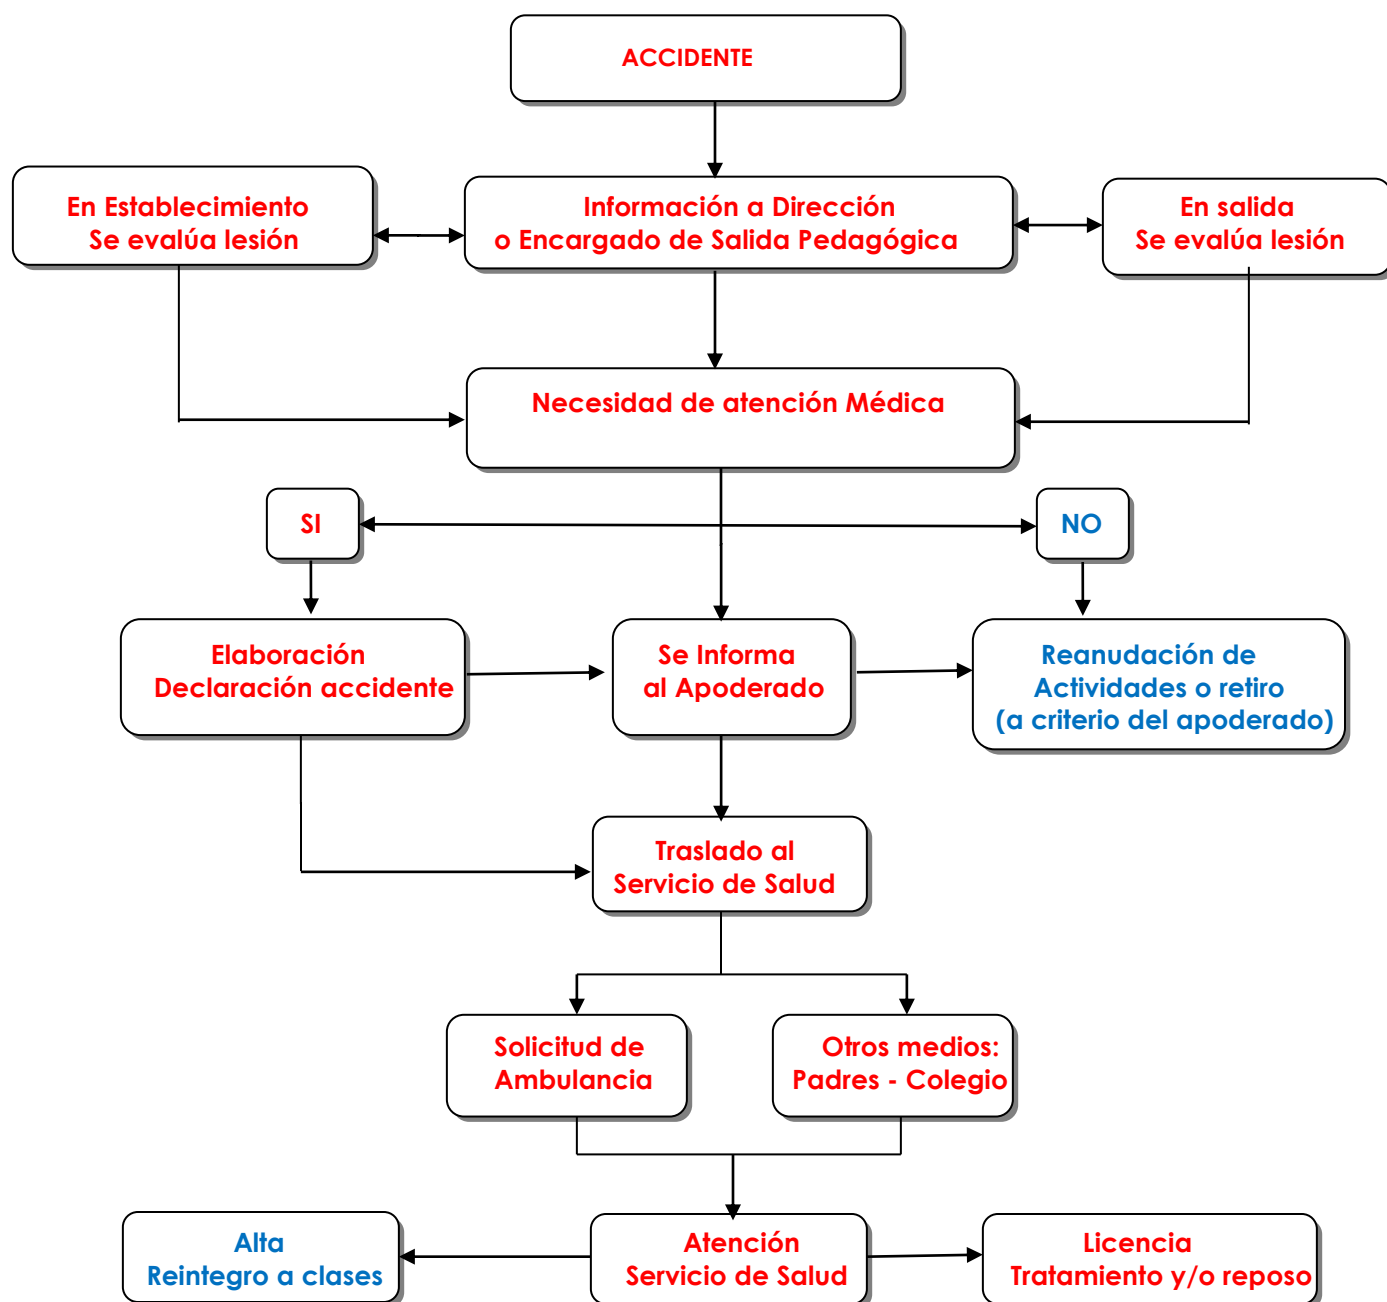 ACCIDENTE
En Establecimiento
Se evalúa lesión
Información a Dirección
o Encargado de Salida Pedagógica
En salida
Se evalúa lesión
Necesidad de atención Médica
SI
NO
Elaboración
Declaración accidente
Se Informa
al Apoderado
Reanudación de
Actividades o retiro
(a criterio del apoderado)
Traslado al
Servicio de Salud
Solicitud de
Ambulancia
Otros medios:
Padres - Colegio
Alta
Reintegro a clases
Atención
Servicio de Salud
Licencia
Tratamiento y/o reposo